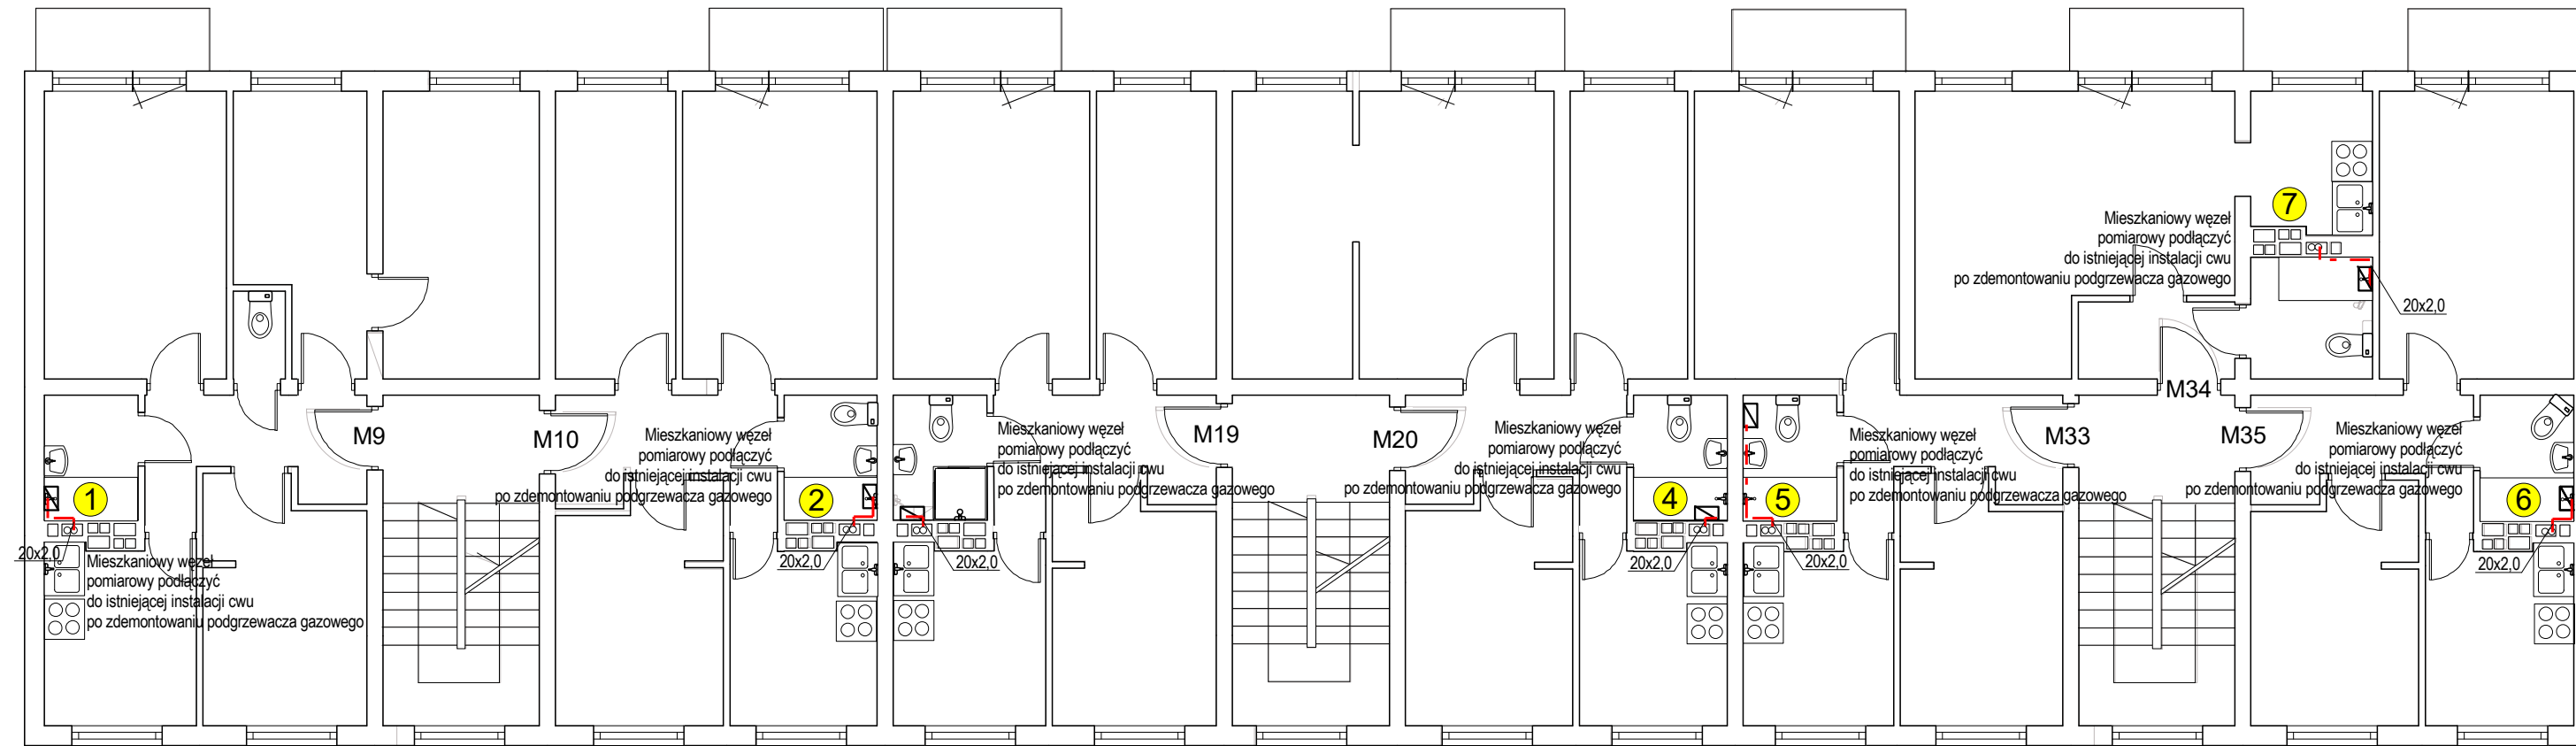 7
Mieszkaniowy węzeł
pomiarowy podłączyć
do istniejącej instalacji cwu
po zdemontowaniu podgrzewacza gazowego
20x2,0
M34
M9
M10
Mieszkaniowy węzeł
pomiarowy podłączyć
do istniejącej instalacji cwu
po zdemontowaniu podgrzewacza gazowego
Mieszkaniowy węzeł
pomiarowy podłączyć
do istniejącej instalacji cwu
po zdemontowaniu podgrzewacza gazowego
M19
M20
Mieszkaniowy węzeł
pomiarowy podłączyć
do istniejącej instalacji cwu
po zdemontowaniu podgrzewacza gazowego
Mieszkaniowy węzeł
pomiarowy podłączyć
do istniejącej instalacji cwu
po zdemontowaniu podgrzewacza gazowego
M33
M35
Mieszkaniowy węzeł
pomiarowy podłączyć
do istniejącej instalacji cwu
po zdemontowaniu podgrzewacza gazowego
1
2
4
5
6
20x2,0
Mieszkaniowy węzeł
pomiarowy podłączyć
do istniejącej instalacji cwu
po zdemontowaniu podgrzewacza gazowego
20x2,0
20x2,0
20x2,0
20x2,0
20x2,0